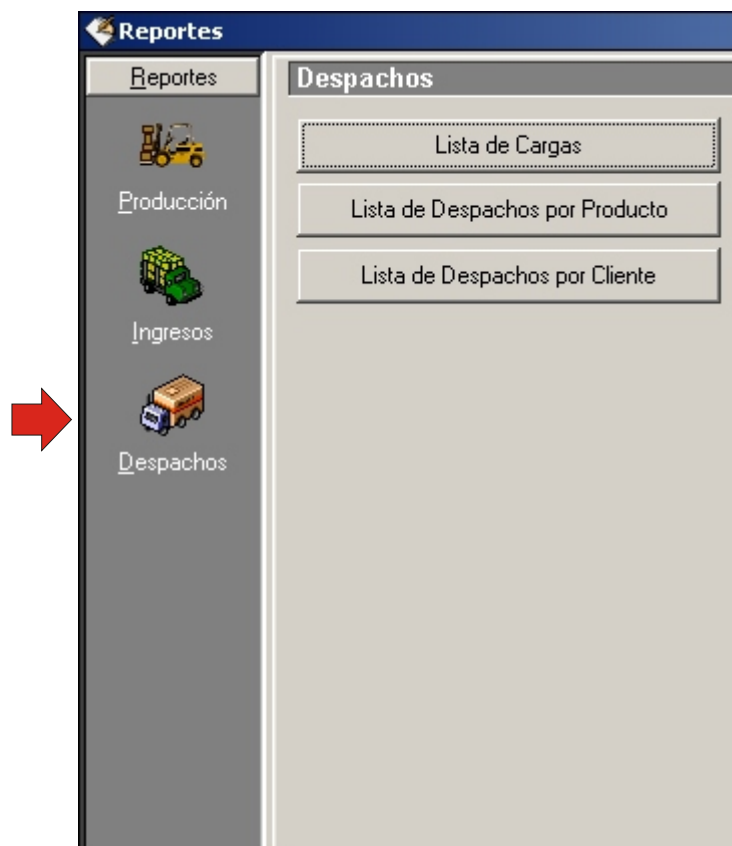 Reportes
Reportes
Producción
Ingresos
Despachos
Despachos
Lista de Cargas
Lista de Despachos por Producto
Lista de Despachos por Cliente